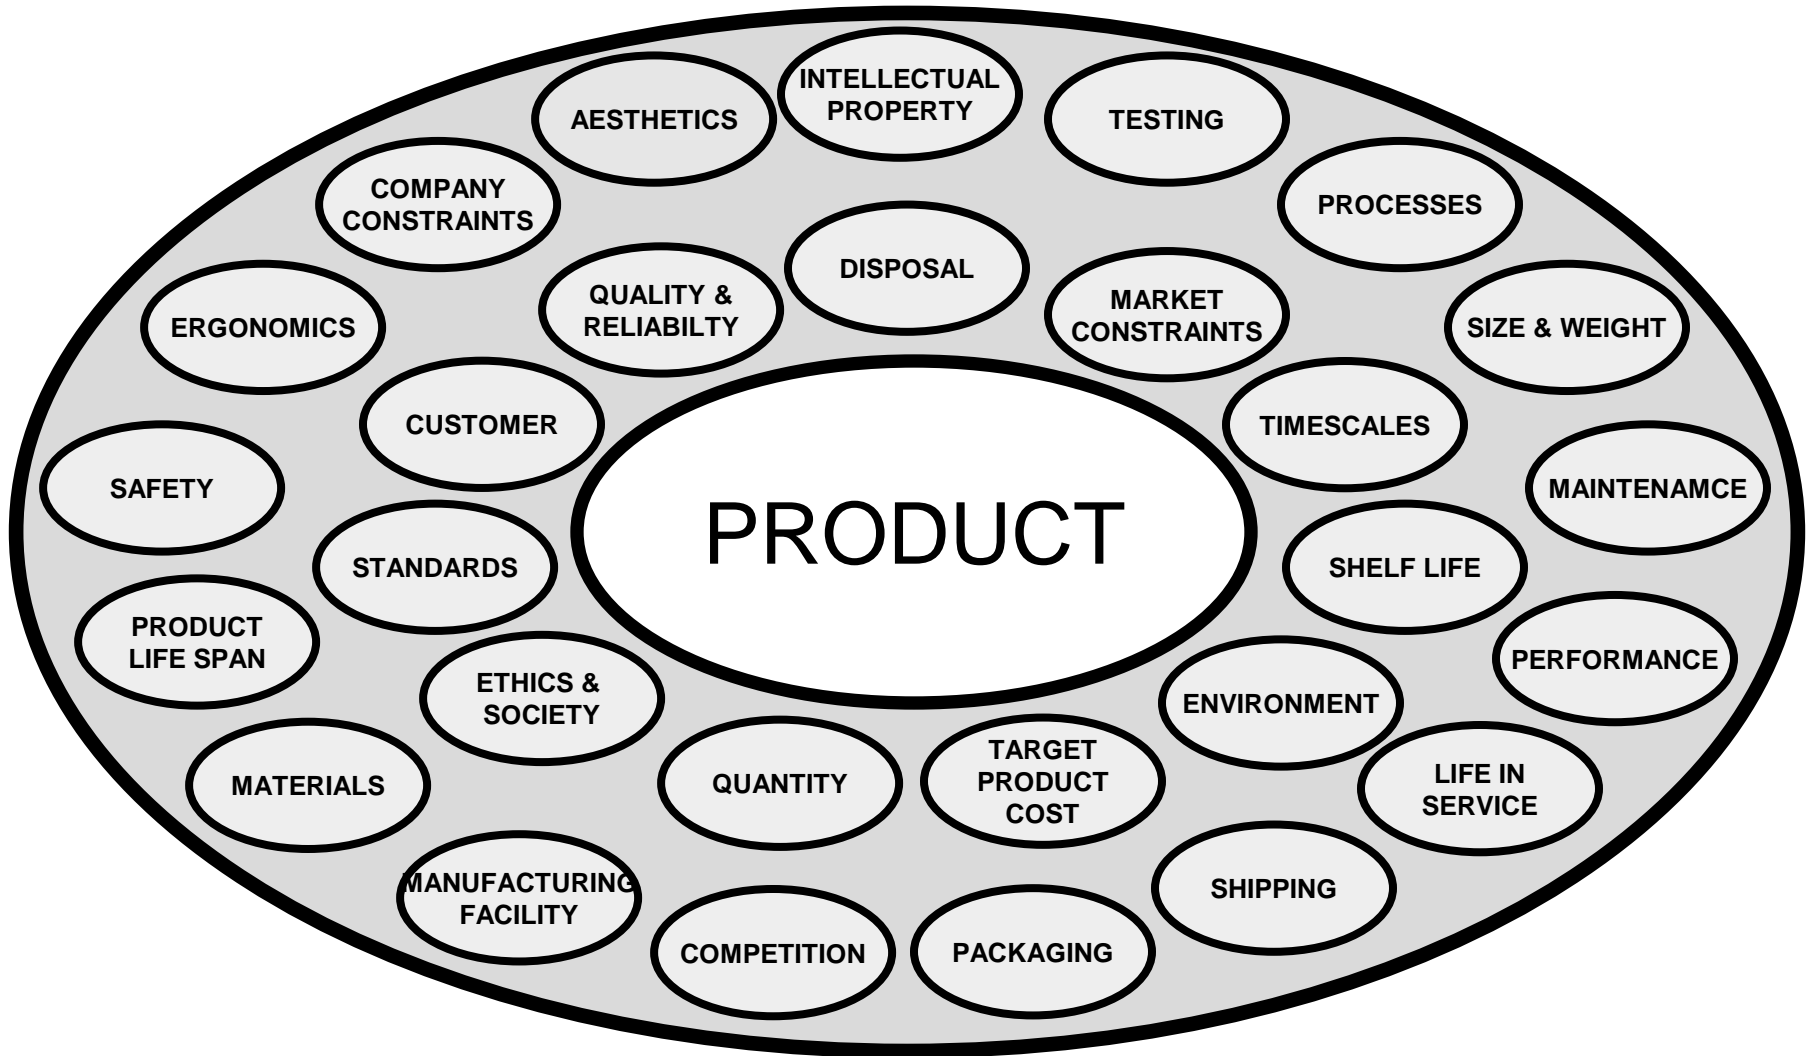 INTELLECTUAL
PROPERTY
AESTHETICS
TESTING
COMPANY
CONSTRAINTS
PROCESSES
DISPOSAL
QUALITY &
RELIABILTY
MARKET
CONSTRAINTS
ERGONOMICS
SIZE & WEIGHT
CUSTOMER
TIMESCALES
SAFETY
MAINTENAMCE
PRODUCT
STANDARDS
SHELF LIFE
PRODUCT
LIFE SPAN
PERFORMANCE
ETHICS &
SOCIETY
ENVIRONMENT
MATERIALS
QUANTITY
TARGET
PRODUCT
COST
LIFE IN
SERVICE
MANUFACTURING
FACILITY
SHIPPING
COMPETITION
PACKAGING